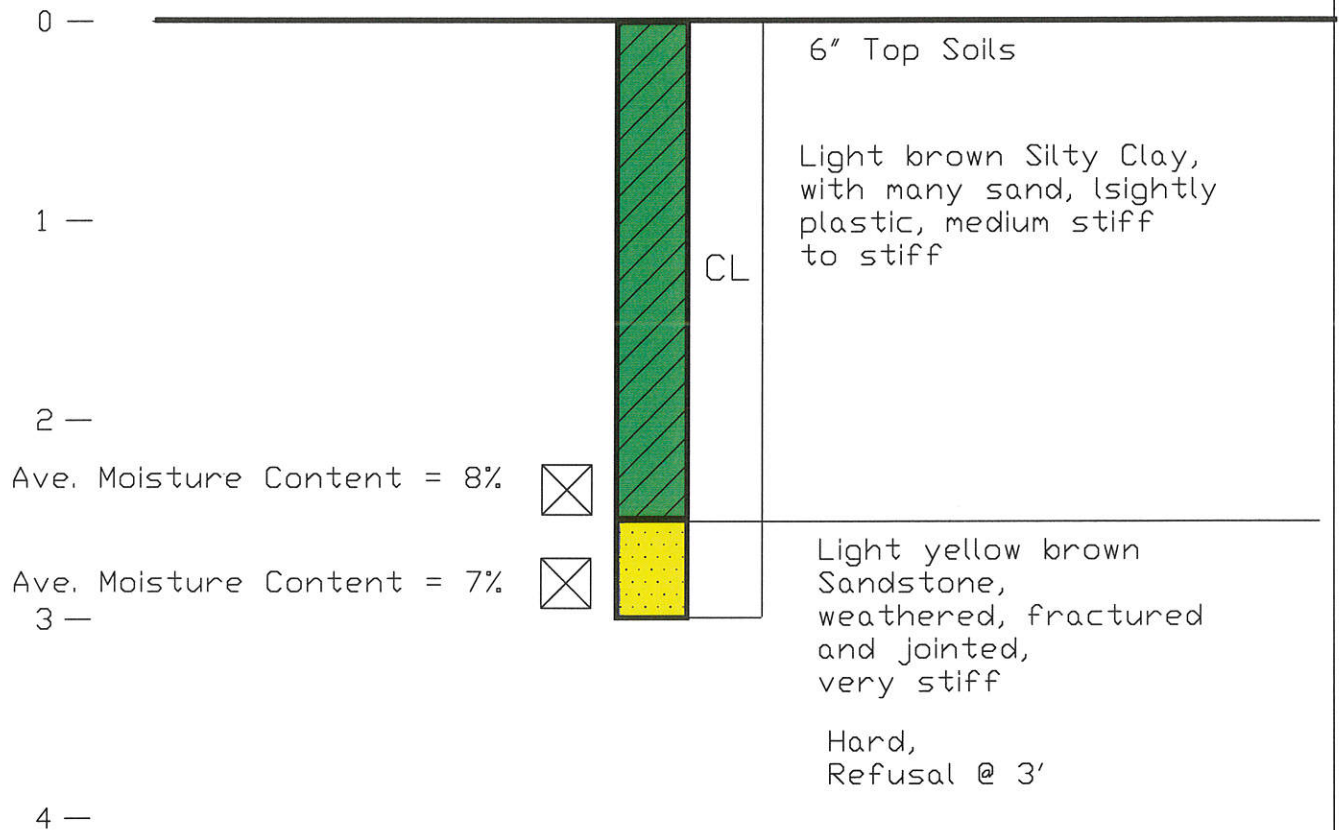 0 —
6" Top Soils
Light brown Silty Clay,
with many sand, lsightly
plastic, medium stiff
to stiff
1 —
CL
2 —
Ave. Moisture Content = 8%
Light yellow brown
Sandstone,
weathered, fractured
and jointed,
very stiff
Ave. Moisture Content = 7%
3 —
Hard,
Refusal @ 3'
4 —